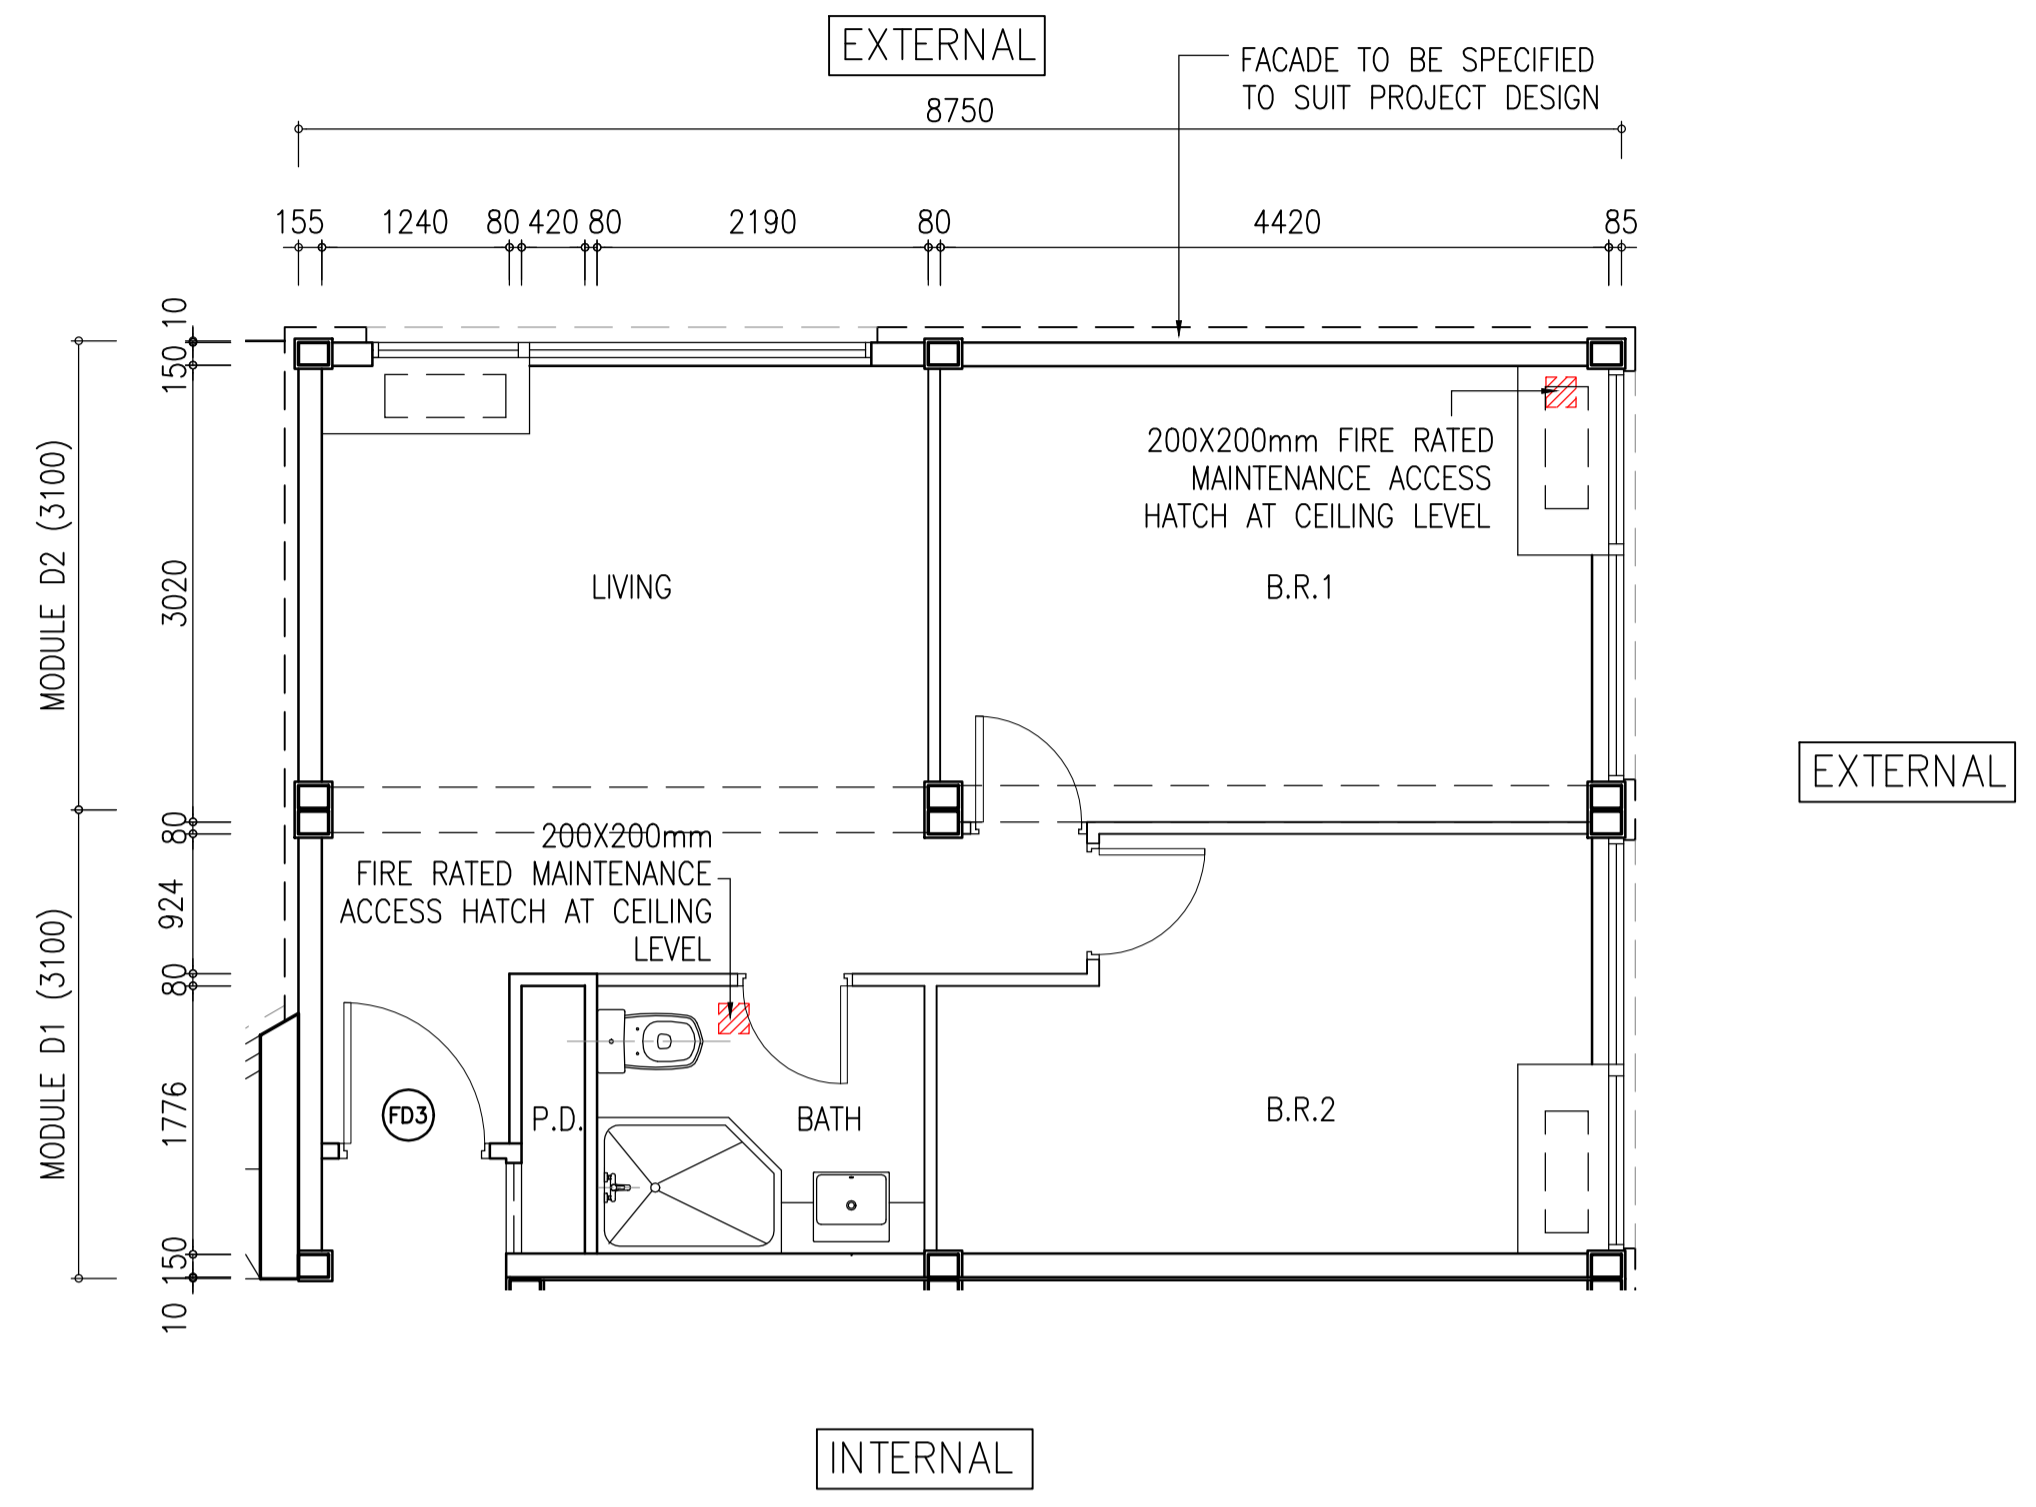 EXTERNAL
FACADE TO BE SPECIFIED
TO SUIT PROJECT DESIGN
8750
155 1240 80 420 80 2190 80 4420 85
10
150
MODULE D2 (3100)
3020
200X200mm FIRE RATED
MAINTENANCE ACCESS
HATCH AT CEILING LEVEL
LIVING
B.R.1
EXTERNAL
80
200X200mm
FIRE RATED MAINTENANCE
ACCESS HATCH AT CEILING
LEVEL
924
80
MODULE D1 (3100)
1776
FD3
P.D.
BATH
B.R.2
150
10
INTERNAL